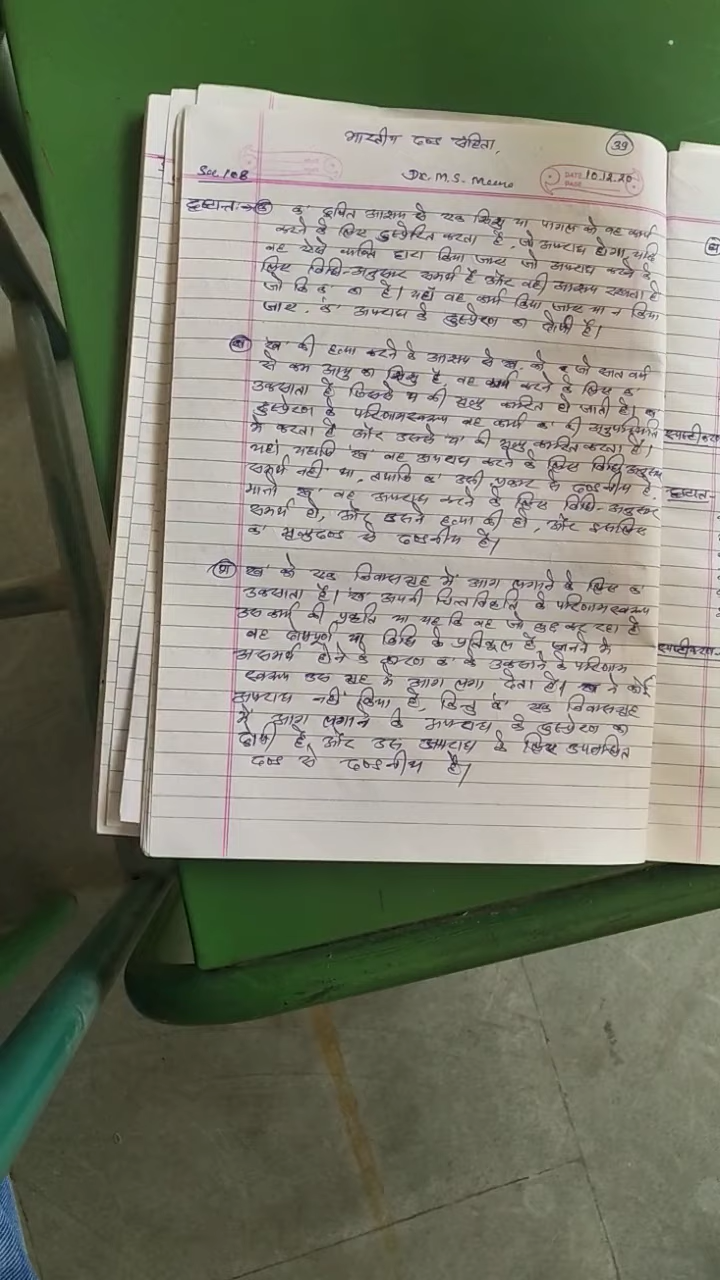 भारतीय दण्ड संहिता.
39
Sec. 108
Dr. M.S. Meena
DATE 10.12.20
PAGE
दृष्टान्तः→ क 'क' दूषित आशय से एक शिशु या पागल को वह कार्य
करने के लिए दुष्प्रेरित करता है, जो अपराध होगा, यदि
वह ऐसे व्यक्ति द्वारा किया जाए जो अपराध करने के
लिए विधि-अनुसार समर्थ है और वही आशय रखता है
जो कि 'क' का है। यहाँ वह कार्य किया जाए या न किया
जाए. 'क' अपराध के दुष्प्रेरण का दोषी है।
ख 'य' की हत्या करने के आशय से ख. को जो सात वर्ष
से कम आयु का शिशु है, वह कार्य करने के लिए क
उकसाता है जिससे य की मृत्यु कारित हो जाती है। ख
दुष्प्रेरण के परिणामस्वरूप वह कार्य क की अनुपस्थिति
में करता है और उससे 'य' की मृत्यु कारित करता है।
यहां यद्यपि 'ख' वह अपराध करने के लिए विधि-अनुसार
समर्थ नहीं था, तथापि क उसी प्रकार से दण्डनीय है,
मानो ख वह अपराध करने के लिए विधि-अनुसार
समर्थ हो, और उसने हत्या की हो, और इसलिए
क मृत्युदण्ड से दण्डनीय है।
ग 'ख' को एक निवासगृह में आग लगाने के लिए क
उकसाता है। 'ख' अपनी चित्तविकृति के परिणामस्वरूप
उस कार्य की प्रकृति या यह कि वह जो कुछ कर रहा है
वह दोषपूर्ण या विधि के प्रतिकूल है, जानने में
असमर्थ होने के कारण क के उकसाने के परिणाम
स्वरूप उस गृह में आग लगा देता है। ख ने कोई
अपराध नहीं किया है, किन्तु 'क' एक निवासगृह
में आग लगाने के अपराध के दुष्प्रेरण का
दोषी है, और उस अपराध के लिए उपबन्धित
दण्ड से दण्डनीय है।
स्पष्टीकरण
दृष्टान्त-
स्पष्टीकरण-